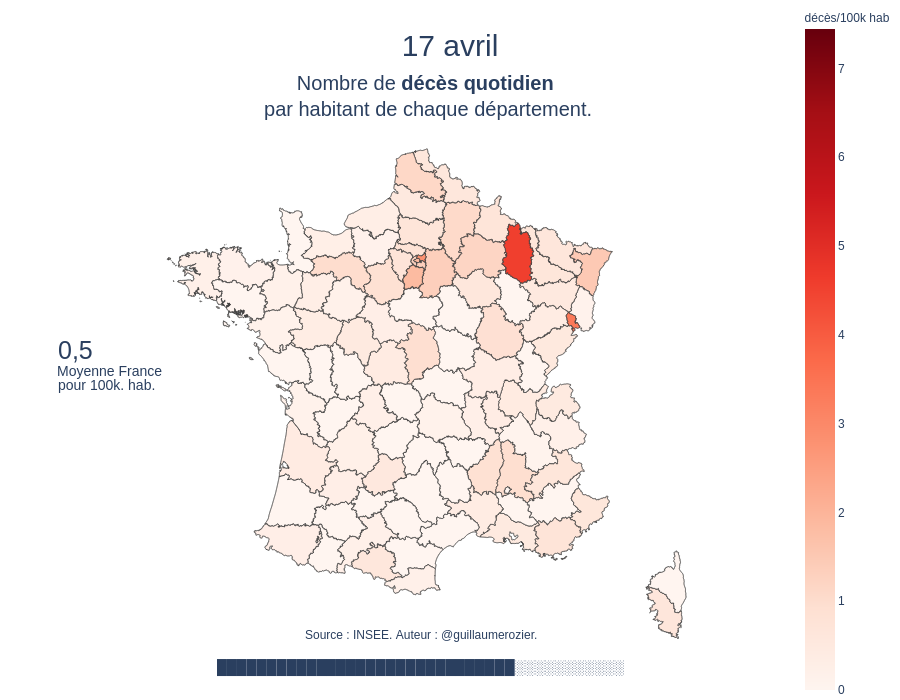 décès/100k hab
17 avril
Nombre de décès quotidien
par habitant de chaque département.
7
6
5
4
3
2
1
0
0,5
Moyenne France
pour 100k. hab.
Source : INSEE. Auteur : @guillaumerozier.